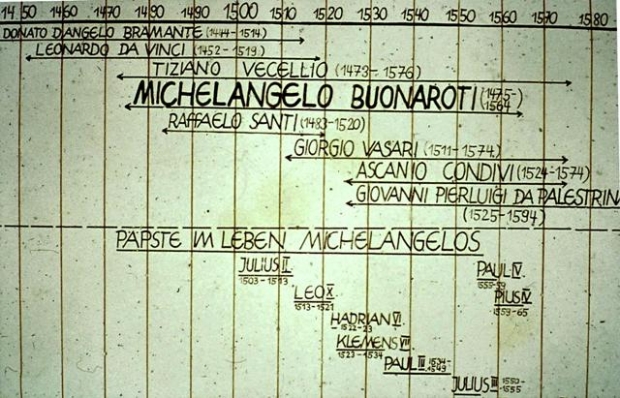 14 50 1460 1470 1480 1490 1500 1510 1520 1530 1540 1550 1560 1570 1580
DONATO D'ANGELO BRAMANTE (1444-1514)
LEONARDO DA VINCI (1452-1519)
TIZIANO VECELLIO (1473-1576)
MICHELANGELO BUONAROTI (1475-1564)
RAFFAELO SANTI (1483-1520)
GIORGIO VASARI (1511-1574)
ASCANIO CONDIVI (1524-1574)
GIOVANNI PIERLUIGI DA PALESTRINA
(1525-1594)
PÄPSTE IM LEBEN MICHELANGELOS
JULIUS II.
1503-1513
LEO X.
1513-1521
HADRIAN VI.
1522-23
KLEMENS VII
1523-1534
PAUL III 1534-1549
JULIUS III 1550-1555
PAUL IV.
1555-59
PIUS IV.
1559-65